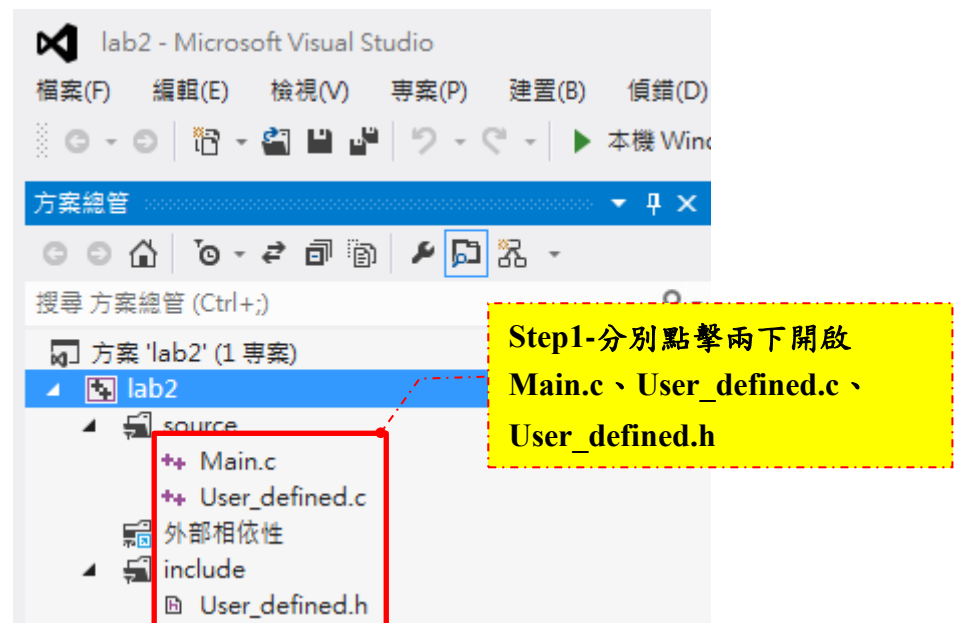 lab2 - Microsoft Visual Studio
檔案(F) 編輯(E) 檢視(V) 專案(P) 建置(B) 偵錯(D)
本機 Wind
方案總管
搜尋 方案總管 (Ctrl+;)
方案 'lab2' (1 專案)
lab2
source
Main.c
User_defined.c
外部相依性
include
User_defined.h
Step1-分別點擊兩下開啟
Main.c、User_defined.c、
User_defined.h